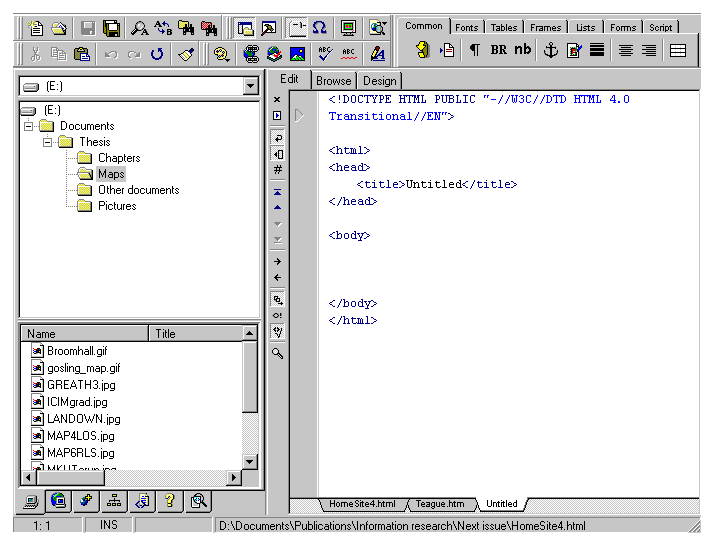 Common Fonts Tables Frames Lists Forms Script
BR nb
(E:)
Edit Browse Design
(E:)
Documents
Thesis
Chapters
Maps
Other documents
Pictures
<!DOCTYPE HTML PUBLIC "-//W3C//DTD HTML 4.0
Transitional//EN">
<html>
<head>
<title>Untitled</title>
</head>
<body>
</body>
</html>
Name Title
Broomhall.gif
gosling_map.gif
GREATH3.jpg
ICIMgrad.jpg
LANDOWN.jpg
MAP4LOS.jpg
MAP6RLS.jpg
HomeSite4.html Teague.htm Untitled
1: 1 INS D:\Documents\Publications\Information research\Next issue\HomeSite4.html